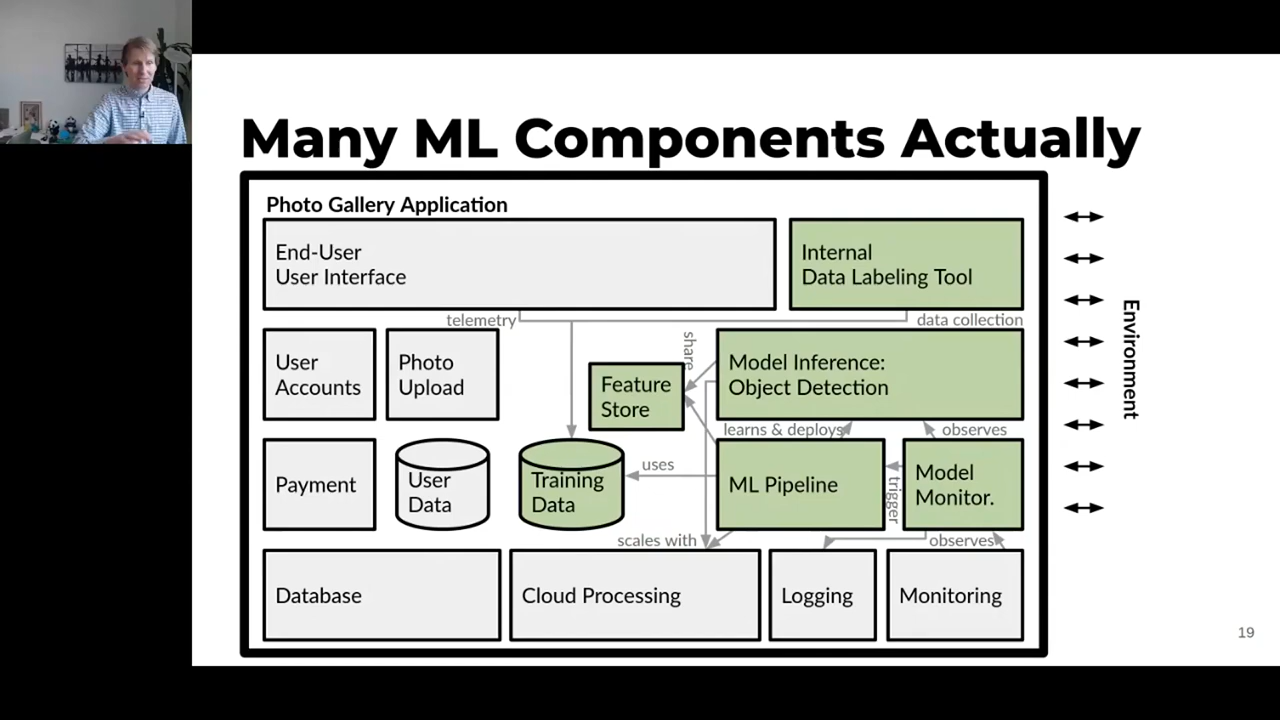 Many ML Components Actually
Photo Gallery Application
End-User
User Interface
Internal
Data Labeling Tool
telemetry
data collection
User
Accounts
Photo
Upload
Feature
Store
share
Model Inference:
Object Detection
learns & deploys
observes
Payment
User
Data
Training
Data
uses
ML Pipeline
trigger
Model
Monitor.
scales with
observes
Database
Cloud Processing
Logging
Monitoring
Environment
19